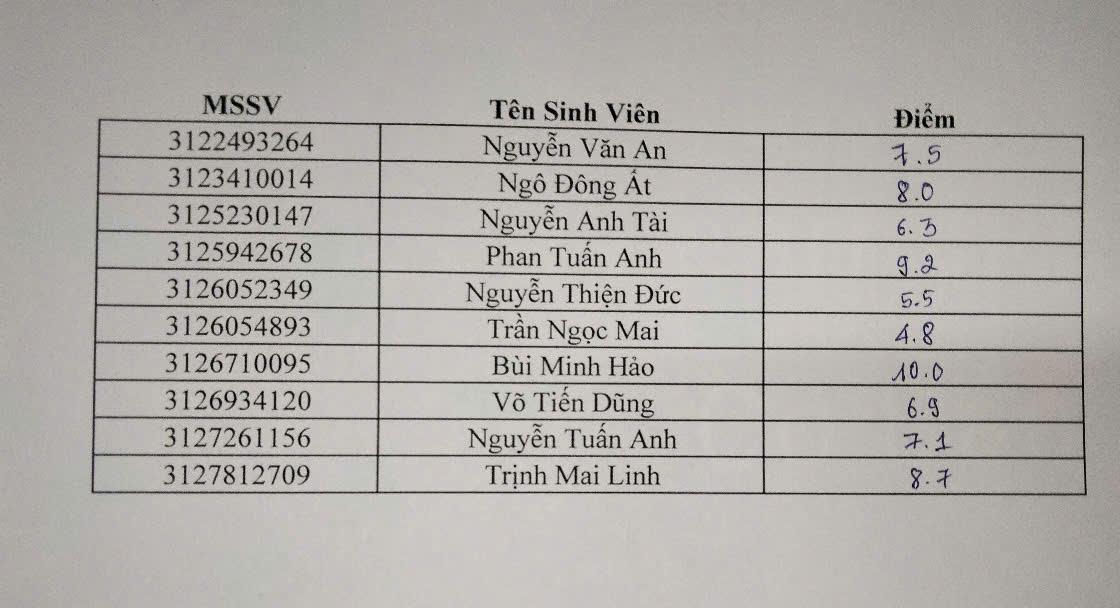 MSSV Tên Sinh Viên Điểm
3122493264 Nguyễn Văn An 7.5
3123410014 Ngô Đông Át 8.0
3125230147 Nguyễn Anh Tài 6.3
3125942678 Phan Tuấn Anh 9.2
3126052349 Nguyễn Thiện Đức 5.5
3126054893 Trần Ngọc Mai 4.8
3126710095 Bùi Minh Hảo 10.0
3126934120 Võ Tiến Dũng 6.9
3127261156 Nguyễn Tuấn Anh 7.1
3127812709 Trịnh Mai Linh 8.7